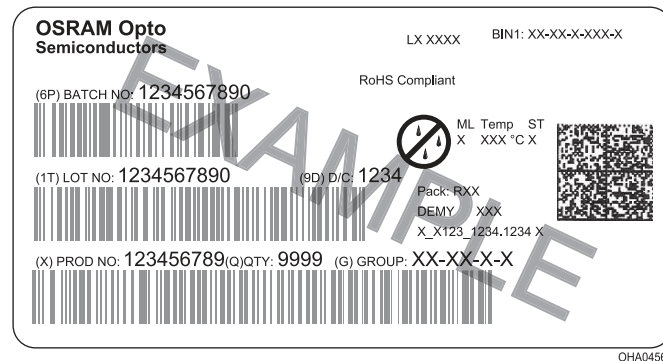 OSRAM Opto
Semiconductors
LX XXXX
BIN1: XX-XX-X-XXX-X
RoHS Compliant
(6P) BATCH NO: 1234567890
ML Temp ST
X XXX °C X
(1T) LOT NO: 1234567890
(9D) D/C: 1234
Pack: RXX
DEMY XXX
X_X123_1234.1234 X
(X) PROD NO: 123456789(Q)QTY: 9999 (G) GROUP: XX-XX-X-X
EXAMPLE
OHA0456